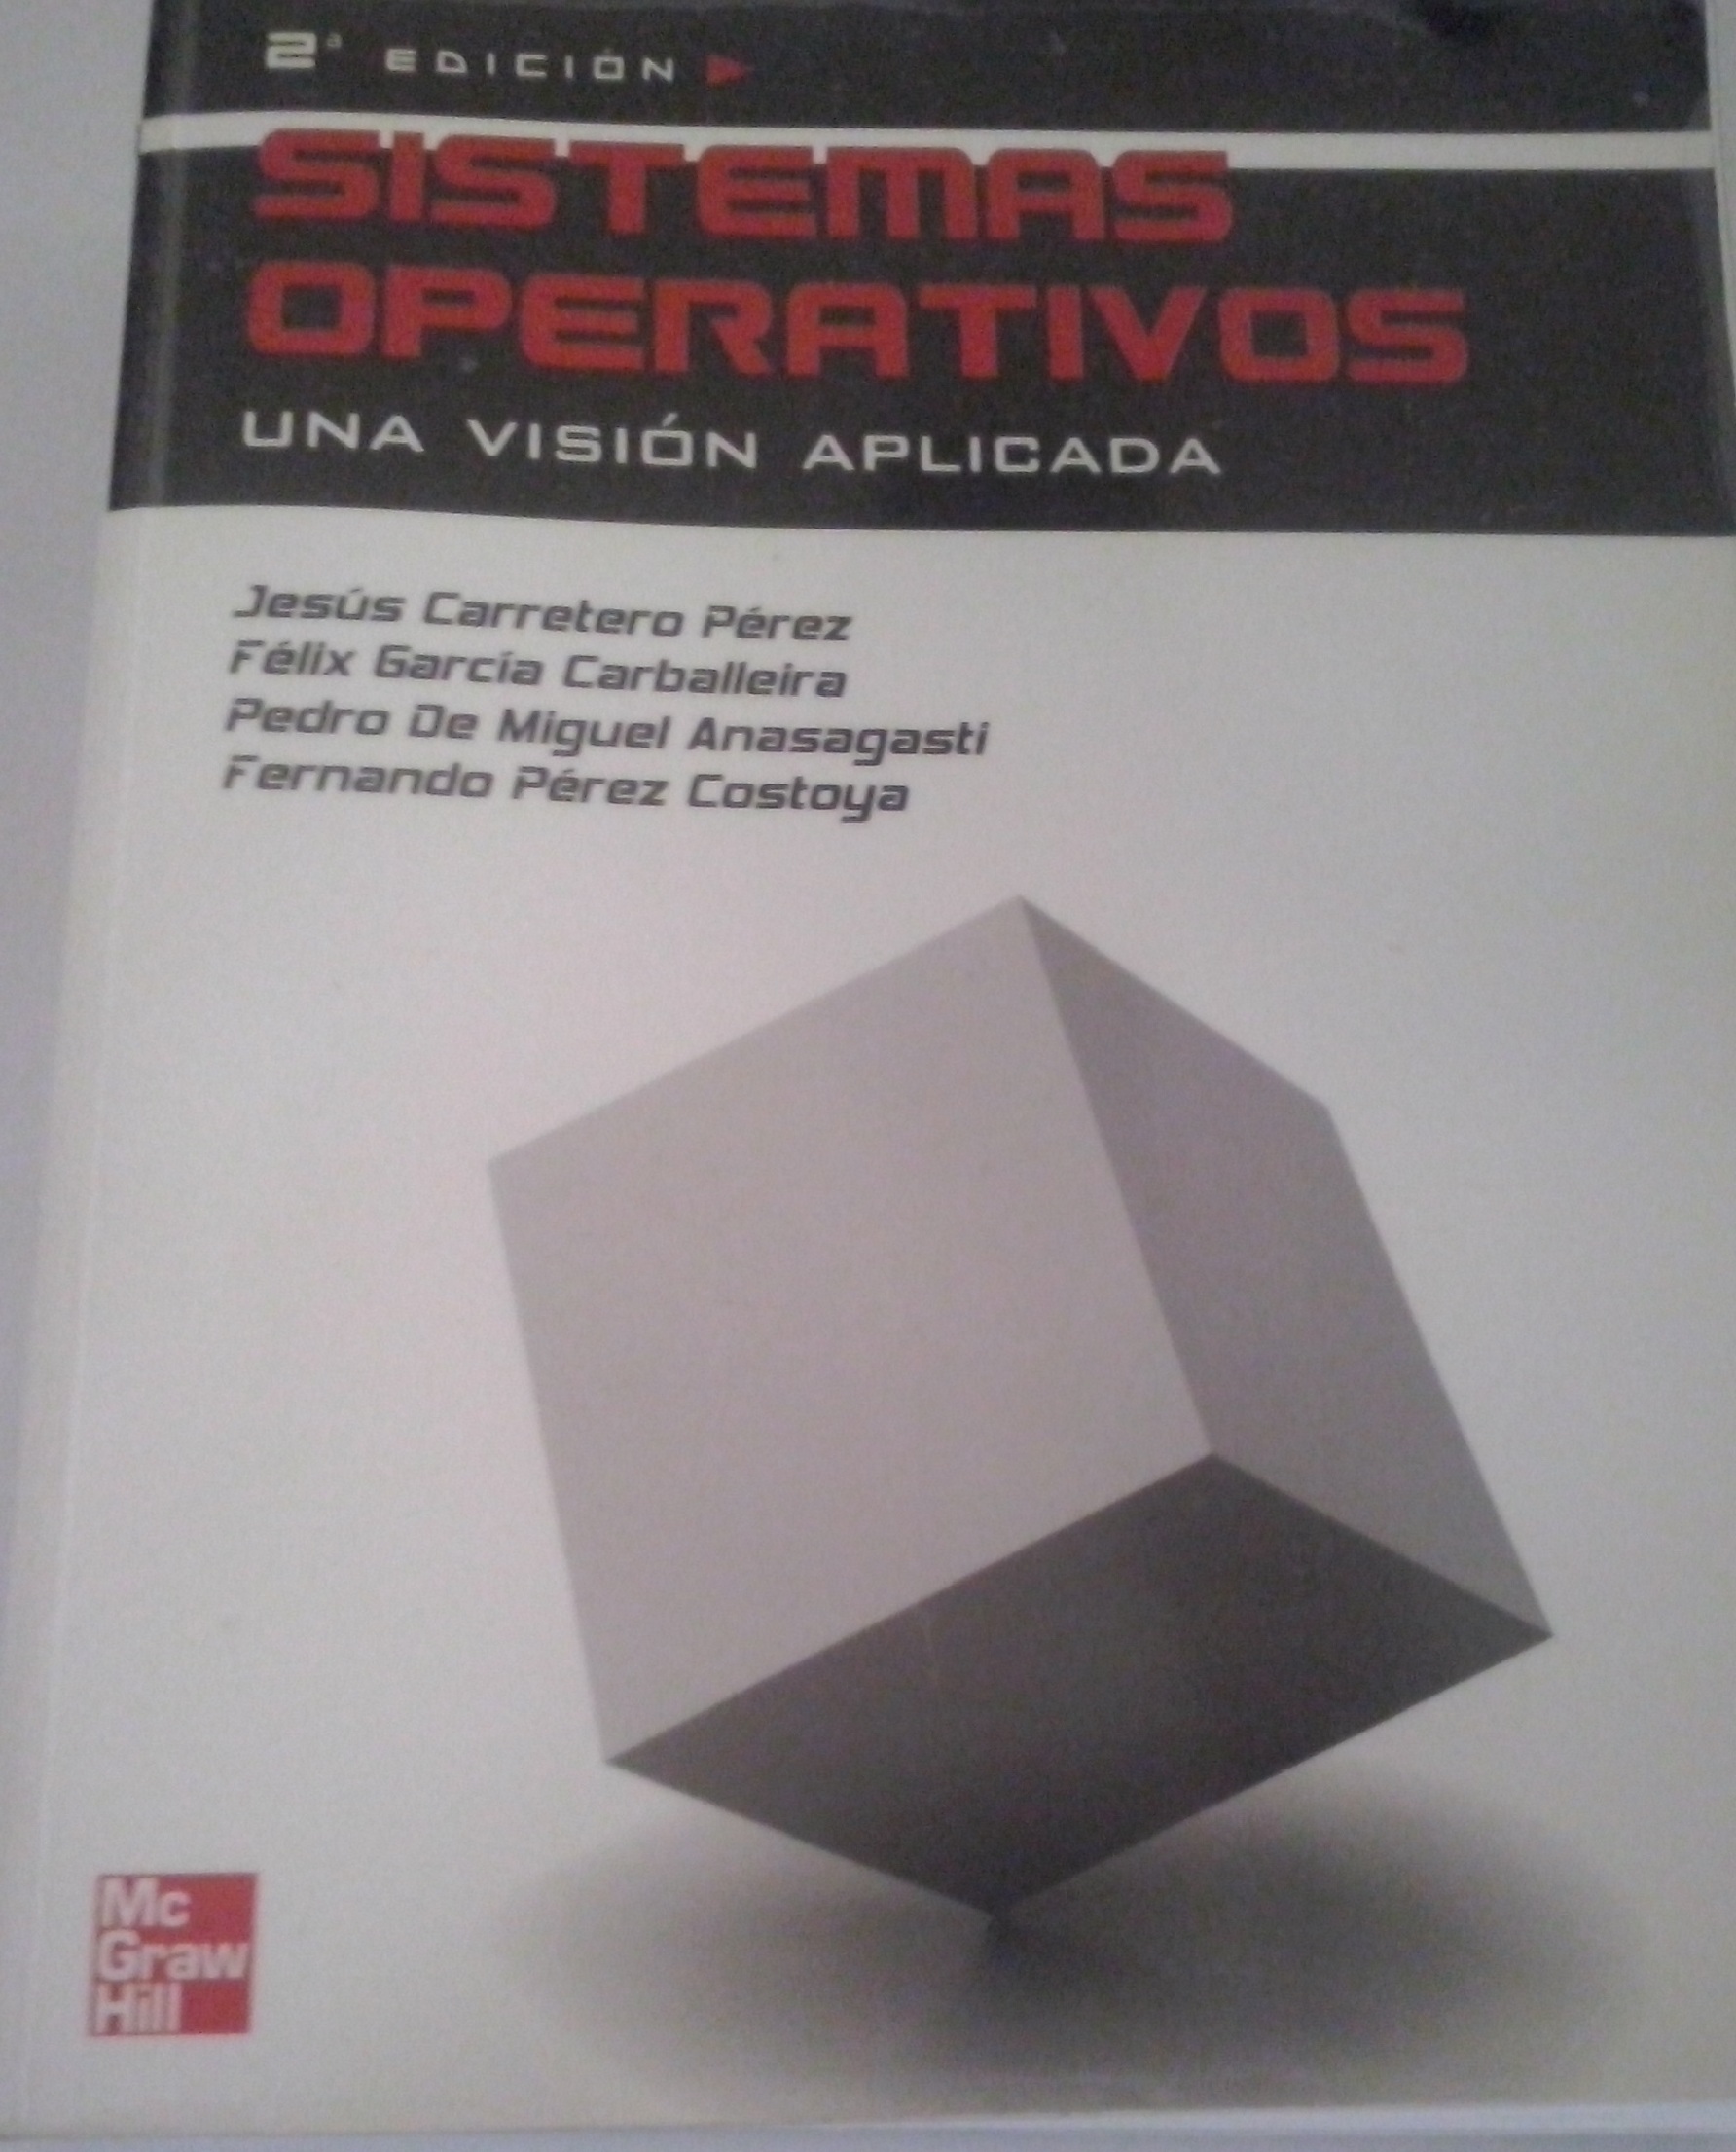 2ª EDICIÓN
SISTEMAS
OPERATIVOS
UNA VISIÓN APLICADA
Jesús Carretero Pérez
Félix García Carballeira
Pedro De Miguel Anasagasti
Fernando Pérez Costoya
Mc
Graw
Hill